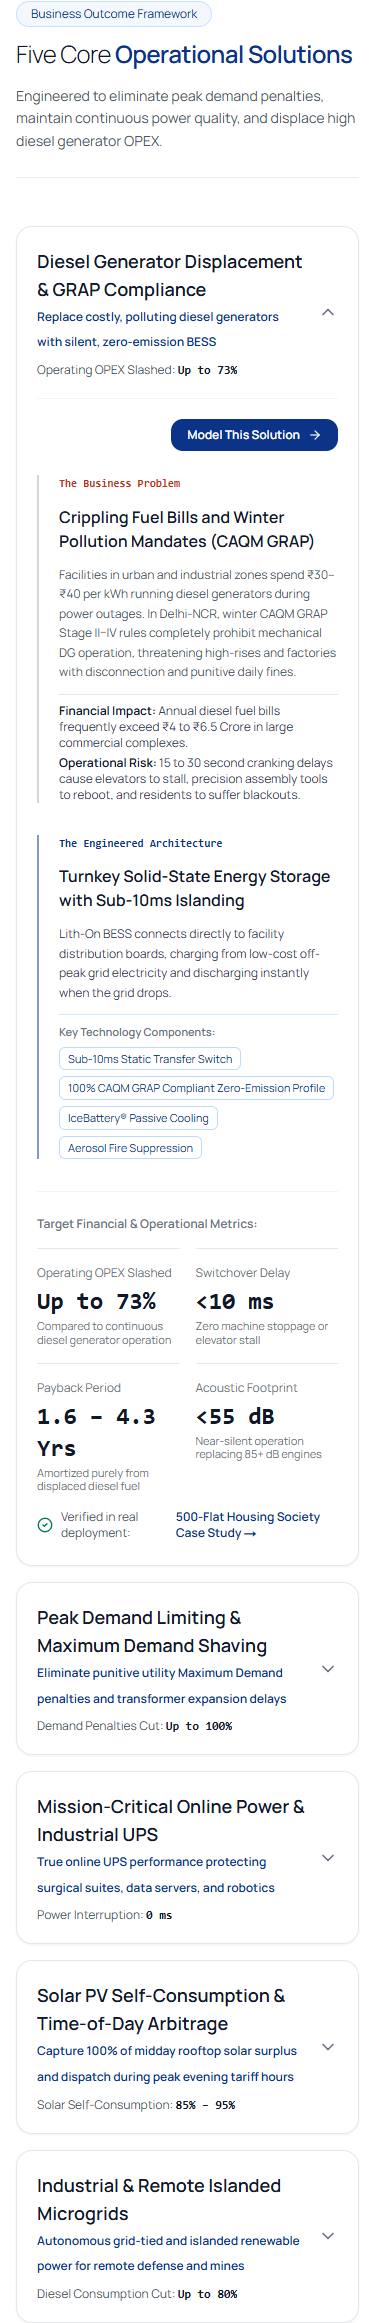 Business Outcome Framework
Five Core Operational Solutions
Engineered to eliminate peak demand penalties,
maintain continuous power quality, and displace high
diesel generator OPEX.
Diesel Generator Displacement
& GRAP Compliance
Replace costly, polluting diesel generators
with silent, zero-emission BESS
Operating OPEX Slashed: Up to 73%
Model This Solution →
The Business Problem
Crippling Fuel Bills and Winter
Pollution Mandates (CAQM GRAP)
Facilities in urban and industrial zones spend ₹30–
₹40 per kWh running diesel generators during
power outages. In Delhi-NCR, winter CAQM GRAP
Stage II–IV rules completely prohibit mechanical
DG operation, threatening high-rises and factories
with disconnection and punitive daily fines.
Financial Impact: Annual diesel fuel bills
frequently exceed ₹4 to ₹6.5 Crore in large
commercial complexes.
Operational Risk: 15 to 30 second cranking delays
cause elevators to stall, precision assembly tools
to reboot, and residents to suffer blackouts.
The Engineered Architecture
Turnkey Solid-State Energy Storage
with Sub-10ms Islanding
Lith-On BESS connects directly to facility
distribution boards, charging from low-cost off-
peak grid electricity and discharging instantly
when the grid drops.
Key Technology Components:
Sub-10ms Static Transfer Switch
100% CAQM GRAP Compliant Zero-Emission Profile
IceBattery® Passive Cooling
Aerosol Fire Suppression
Target Financial & Operational Metrics:
Operating OPEX Slashed
Up to 73%
Compared to continuous
diesel generator operation
Switchover Delay
<10 ms
Zero machine stoppage or
elevator stall
Payback Period
1.6 – 4.3
Yrs
Amortized purely from
displaced diesel fuel
Acoustic Footprint
<55 dB
Near-silent operation
replacing 85+ dB engines
Verified in real
deployment:
500-Flat Housing Society
Case Study →
Peak Demand Limiting &
Maximum Demand Shaving
Eliminate punitive utility Maximum Demand
penalties and transformer expansion delays
Demand Penalties Cut: Up to 100%
Mission-Critical Online Power &
Industrial UPS
True online UPS performance protecting
surgical suites, data servers, and robotics
Power Interruption: 0 ms
Solar PV Self-Consumption &
Time-of-Day Arbitrage
Capture 100% of midday rooftop solar surplus
and dispatch during peak evening tariff hours
Solar Self-Consumption: 85% – 95%
Industrial & Remote Islanded
Microgrids
Autonomous grid-tied and islanded renewable
power for remote defense and mines
Diesel Consumption Cut: Up to 80%